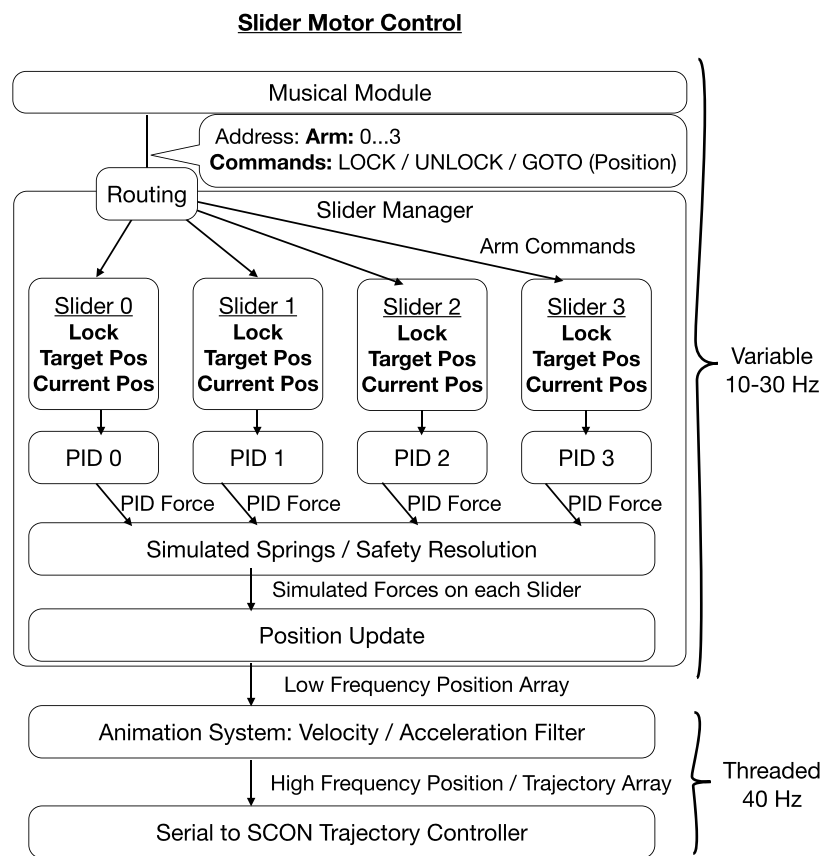 Slider Motor Control
Musical Module
Address: Arm: 0...3
Commands: LOCK / UNLOCK / GOTO (Position)
Routing
Slider Manager
Arm Commands
Slider 0
Lock
Target Pos
Current Pos
Slider 1
Lock
Target Pos
Current Pos
Slider 2
Lock
Target Pos
Current Pos
Slider 3
Lock
Target Pos
Current Pos
Variable
10-30 Hz
PID 0
PID 1
PID 2
PID 3
PID Force
PID Force
PID Force
PID Force
Simulated Springs / Safety Resolution
Simulated Forces on each Slider
Position Update
Low Frequency Position Array
Animation System: Velocity / Acceleration Filter
High Frequency Position / Trajectory Array
Threaded
40 Hz
Serial to SCON Trajectory Controller